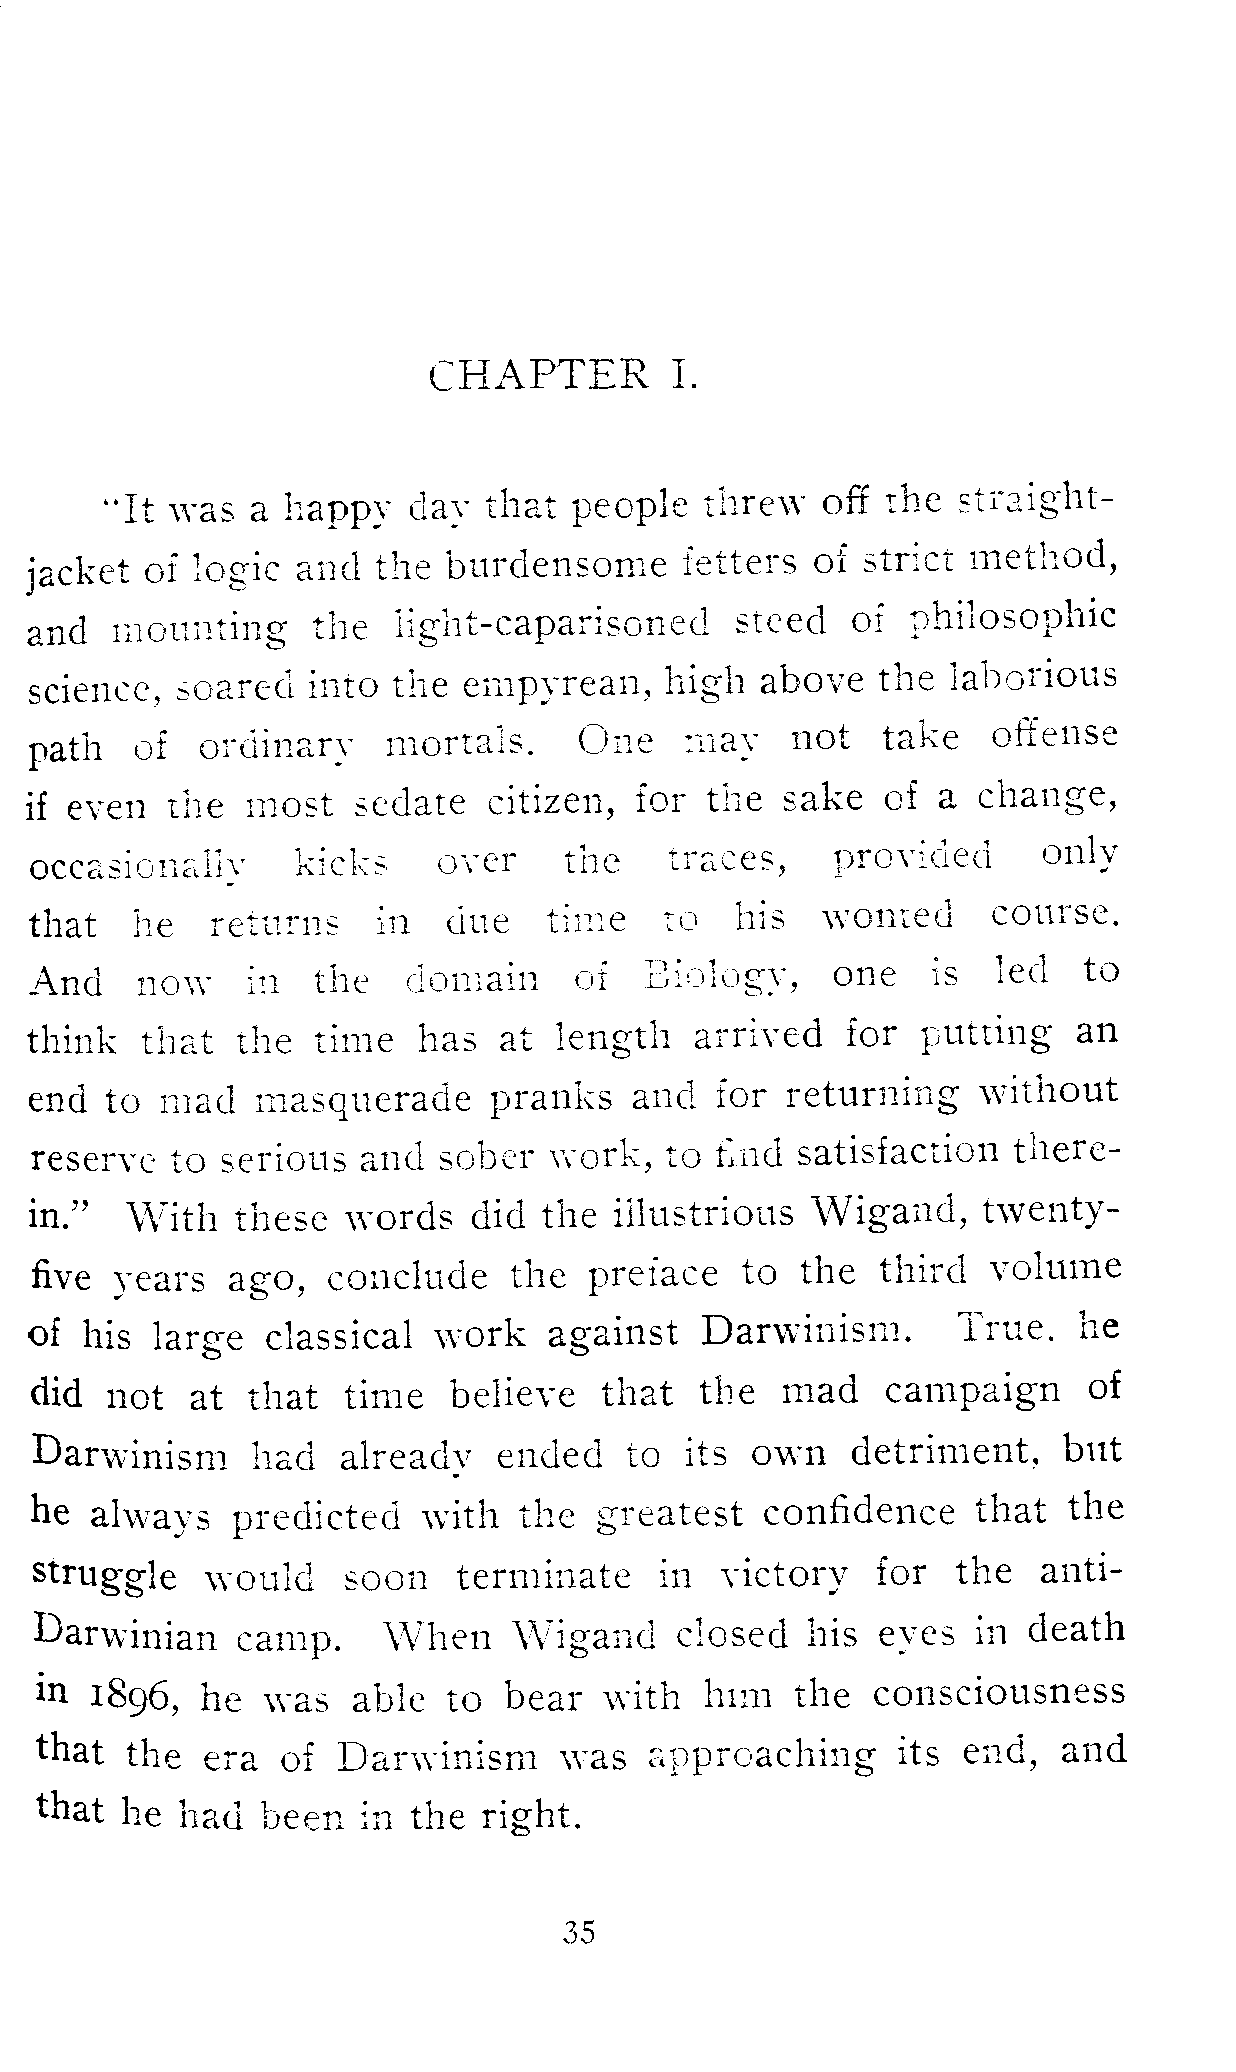 CHAPTER I.
"It was a happy day that people threw off the straight-
jacket of logic and the burdensome fetters of strict method,
and mounting the light-caparisoned steed of philosophic
science, soared into the empyrean, high above the laborious
path of ordinary mortals. One may not take offense
if even the most sedate citizen, for the sake of a change,
occasionally kicks over the traces, provided only
that he returns in due time to his wonted course.
And now in the domain of Biology, one is led to
think that the time has at length arrived for putting an
end to mad masquerade pranks and for returning without
reserve to serious and sober work, to find satisfaction there-
in." With these words did the illustrious Wigand, twenty-
five years ago, conclude the preface to the third volume
of his large classical work against Darwinism. True. he
did not at that time believe that the mad campaign of
Darwinism had already ended to its own detriment, but
he always predicted with the greatest confidence that the
struggle would soon terminate in victory for the anti-
Darwinian camp. When Wigand closed his eyes in death
in 1896, he was able to bear with him the consciousness
that the era of Darwinism was approaching its end, and
that he had been in the right.
35